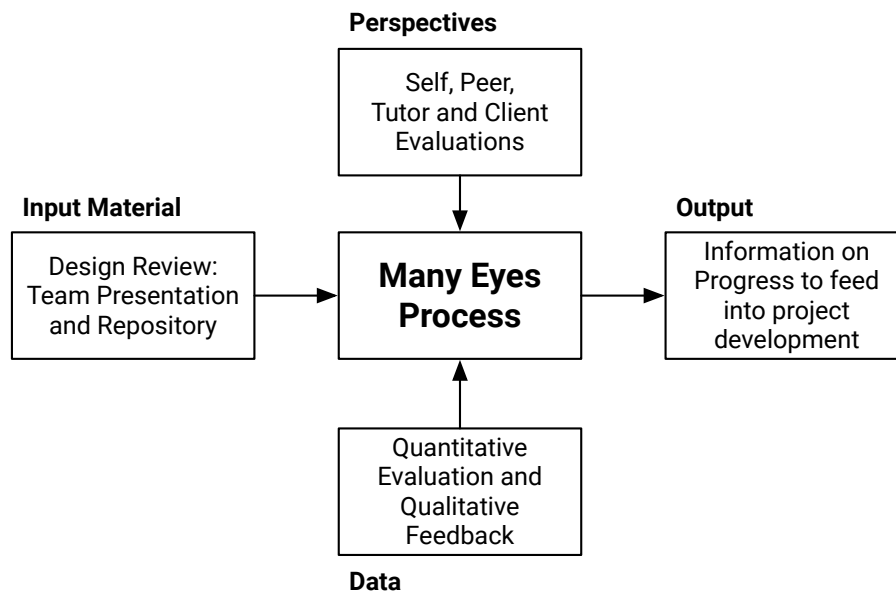 Perspectives
Self, Peer,
Tutor and Client
Evaluations
Input Material
Design Review:
Team Presentation
and Repository
Many Eyes
Process
Output
Information on
Progress to feed
into project
development
Quantitative
Evaluation and
Qualitative
Feedback
Data